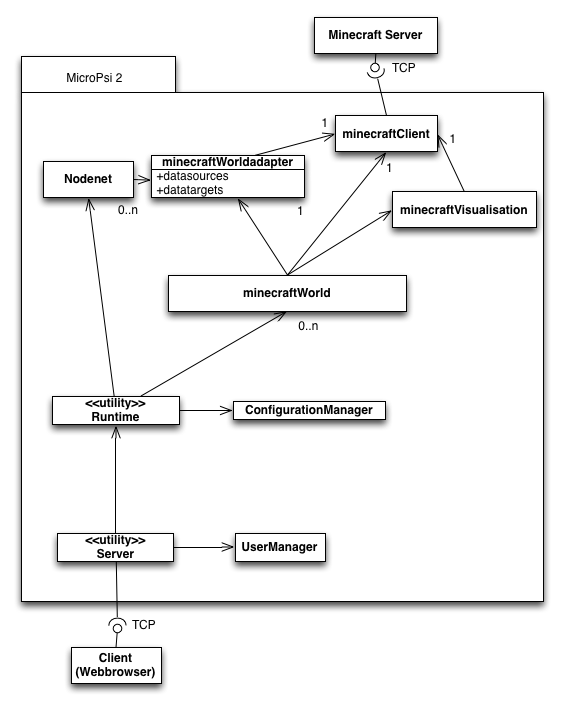 Minecraft Server
TCP
MicroPsi 2
1
minecraftClient
1
minecraftWorldadapter
+datasources
+datatargets
Nodenet
0..n
1
1
minecraftVisualisation
minecraftWorld
0..n
<<utility>>
Runtime
ConfigurationManager
<<utility>>
Server
UserManager
TCP
Client
(Webbrowser)